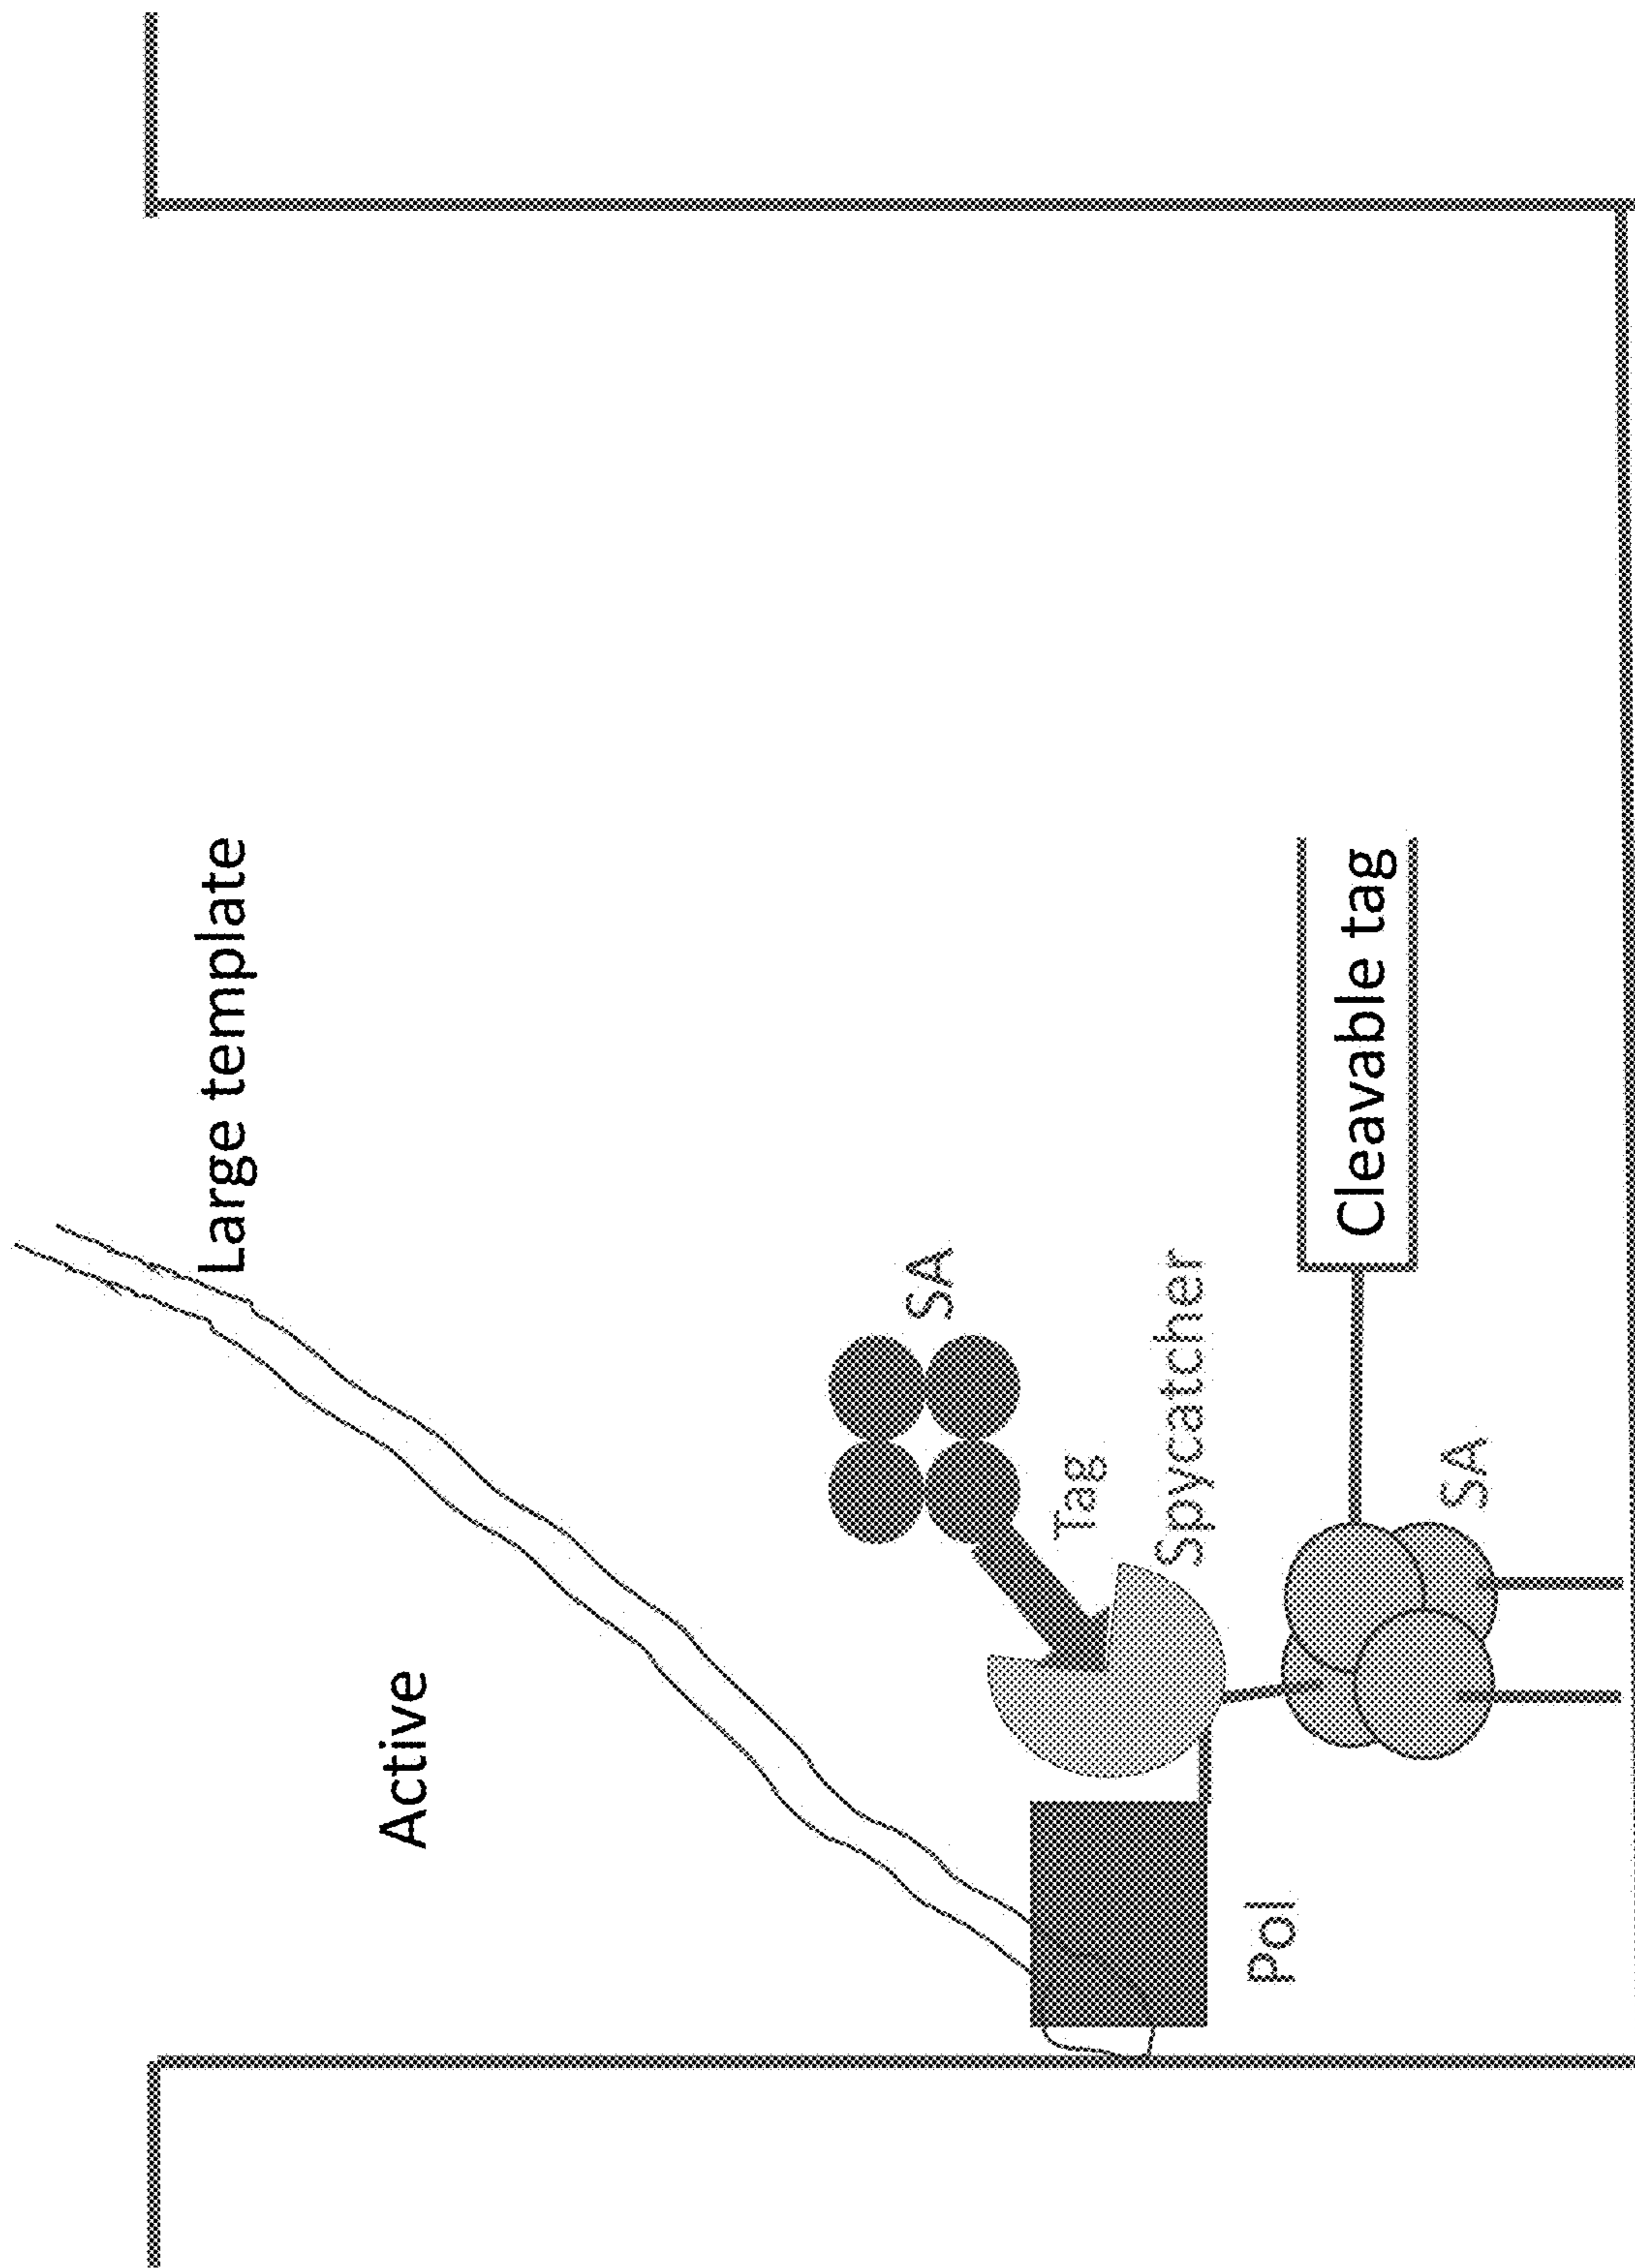 Large template
Active
SA
Tag
Spycatcher
Cleavable tag
SA
Pol